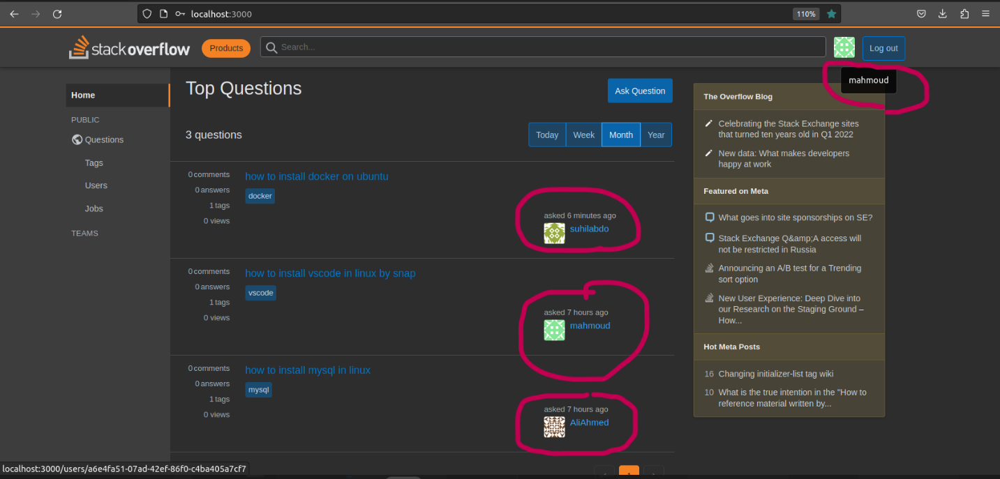 localhost:3000
110%
stackoverflow
Products
Search...
Log out
mahmoud
Home
PUBLIC
Questions
Tags
Users
Jobs
TEAMS
Top Questions
Ask Question
3 questions
Today Week Month Year
0 comments
0 answers
1 tags
0 views
how to install docker on ubuntu
docker
asked 6 minutes ago
suhilabdo
0 comments
0 answers
1 tags
0 views
how to install vscode in linux by snap
vscode
asked 7 hours ago
mahmoud
0 comments
0 answers
1 tags
0 views
how to install mysql in linux
mysql
asked 7 hours ago
AliAhmed
1
The Overflow Blog
Celebrating the Stack Exchange sites
that turned ten years old in Q1 2022
New data: What makes developers
happy at work
Featured on Meta
What goes into site sponsorships on SE?
Stack Exchange Q&amp;A access will
not be restricted in Russia
Announcing an A/B test for a Trending
sort option
New User Experience: Deep Dive into
our Research on the Staging Ground –
How...
Hot Meta Posts
16 Changing initializer-list tag wiki
10 What is the true intention in the "How to
reference material written by...
localhost:3000/users/a6e4fa51-07ad-42ef-86f0-c4ba405a7cf7